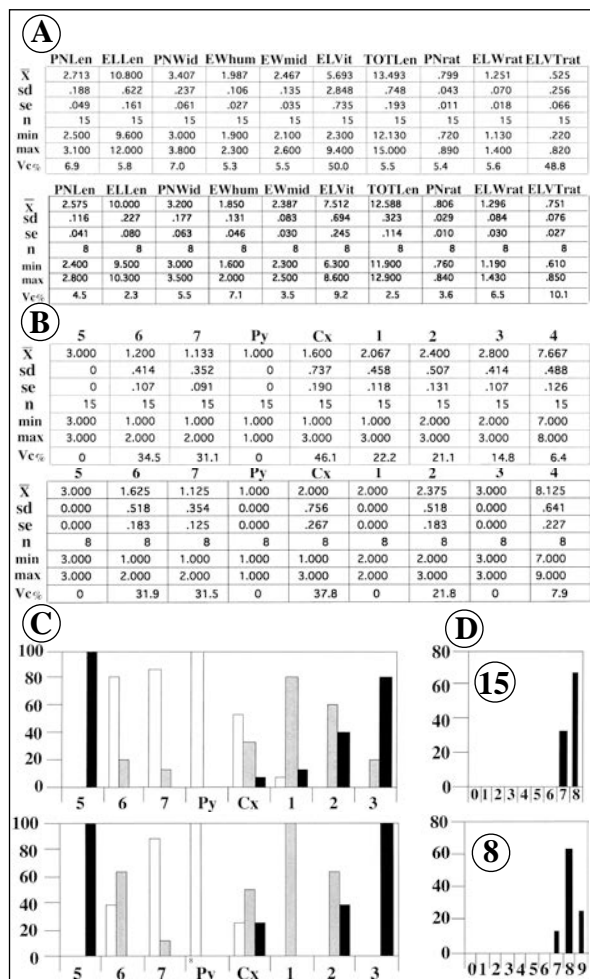 A
PNLen ELLen PNWid EWhum EWmid ELVit TOTLen PNrat ELWrat ELVTrat
X̄ 2.713 10.800 3.407 1.987 2.467 5.693 13.493 .799 1.251 .525
sd .188 .622 .237 .106 .135 2.848 .748 .043 .070 .256
se .049 .161 .061 .027 .035 .735 .193 .011 .018 .066
n 15 15 15 15 15 15 15 15 15 15
min 2.500 9.600 3.000 1.900 2.100 2.300 12.130 .720 1.130 .220
max 3.100 12.000 3.800 2.300 2.600 9.400 15.000 .890 1.400 .820
Vc% 6.9 5.8 7.0 5.3 5.5 50.0 5.5 5.4 5.6 48.8
PNLen ELLen PNWid EWhum EWmid ELVit TOTLen PNrat ELWrat ELVTrat
X̄ 2.575 10.000 3.200 1.850 2.387 7.512 12.588 .806 1.296 .751
sd .116 .227 .177 .131 .083 .694 .323 .029 .084 .076
se .041 .080 .063 .046 .030 .245 .114 .010 .030 .027
n 8 8 8 8 8 8 8 8 8 8
min 2.400 9.500 3.000 1.600 2.300 6.300 11.900 .760 1.190 .610
max 2.800 10.300 3.500 2.000 2.500 8.600 12.900 .840 1.430 .850
Vc% 4.5 2.3 5.5 7.1 3.5 9.2 2.5 3.6 6.5 10.1
B
5 6 7 Py Cx 1 2 3 4
X̄ 3.000 1.200 1.133 1.000 1.600 2.067 2.400 2.800 7.667
sd 0 .414 .352 0 .737 .458 .507 .414 .488
se 0 .107 .091 0 .190 .118 .131 .107 .126
n 15 15 15 15 15 15 15 15 15
min 3.000 1.000 1.000 1.000 1.000 1.000 2.000 2.000 7.000
max 3.000 2.000 2.000 1.000 3.000 3.000 3.000 3.000 8.000
Vc% 0 34.5 31.1 0 46.1 22.2 21.1 14.8 6.4
5 6 7 Py Cx 1 2 3 4
X̄ 3.000 1.625 1.125 1.000 2.000 2.000 2.375 3.000 8.125
sd 0.000 .518 .354 0.000 .756 0.000 .518 0.000 .641
se 0.000 .183 .125 0.000 .267 0.000 .183 0.000 .227
n 8 8 8 8 8 8 8 8 8
min 3.000 1.000 1.000 1.000 1.000 2.000 2.000 3.000 7.000
max 3.000 2.000 2.000 1.000 3.000 2.000 3.000 3.000 9.000
Vc% 0 31.9 31.5 0 37.8 0 21.8 0 7.9
C
100
80
60
40
20
0
5 6 7 Py Cx 1 2 3
100
80
60
40
20
0
5 6 7 Py Cx 1 2 3
D
80
15
60
40
20
0
0 1 2 3 4 5 6 7 8
80
8
60
40
20
0
0 1 2 3 4 5 6 7 8 9